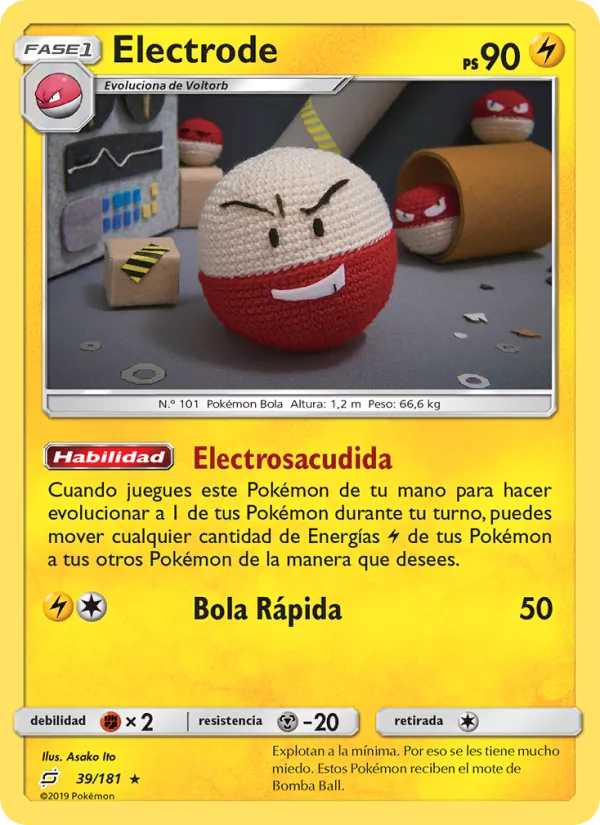 FASE 1 Electrode PS 90
Evoluciona de Voltorb
N.º 101 Pokémon Bola Altura: 1,2 m Peso: 66,6 kg
Habilidad Electrosacudida
Cuando juegues este Pokémon de tu mano para hacer
evolucionar a 1 de tus Pokémon durante tu turno, puedes
mover cualquier cantidad de Energías de tus Pokémon
a tus otros Pokémon de la manera que desees.
Bola Rápida 50
debilidad ×2 resistencia -20 retirada
Ilus. Asako Ito
39/181 ★
©2019 Pokémon
Explotan a la mínima. Por eso se les tiene mucho
miedo. Estos Pokémon reciben el mote de
Bomba Ball.